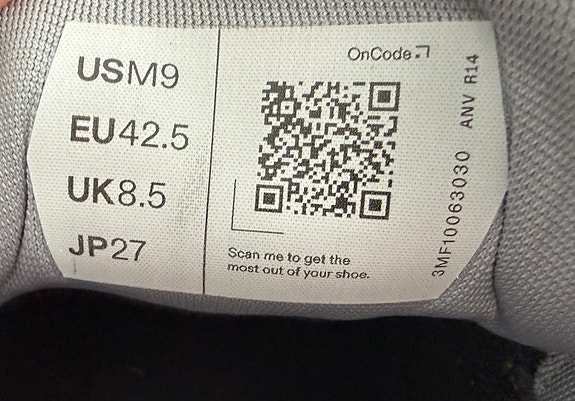 USM9
EU42.5
UK8.5
JP27
OnCode
Scan me to get the
most out of your shoe.
3MF10063030 ANV R14